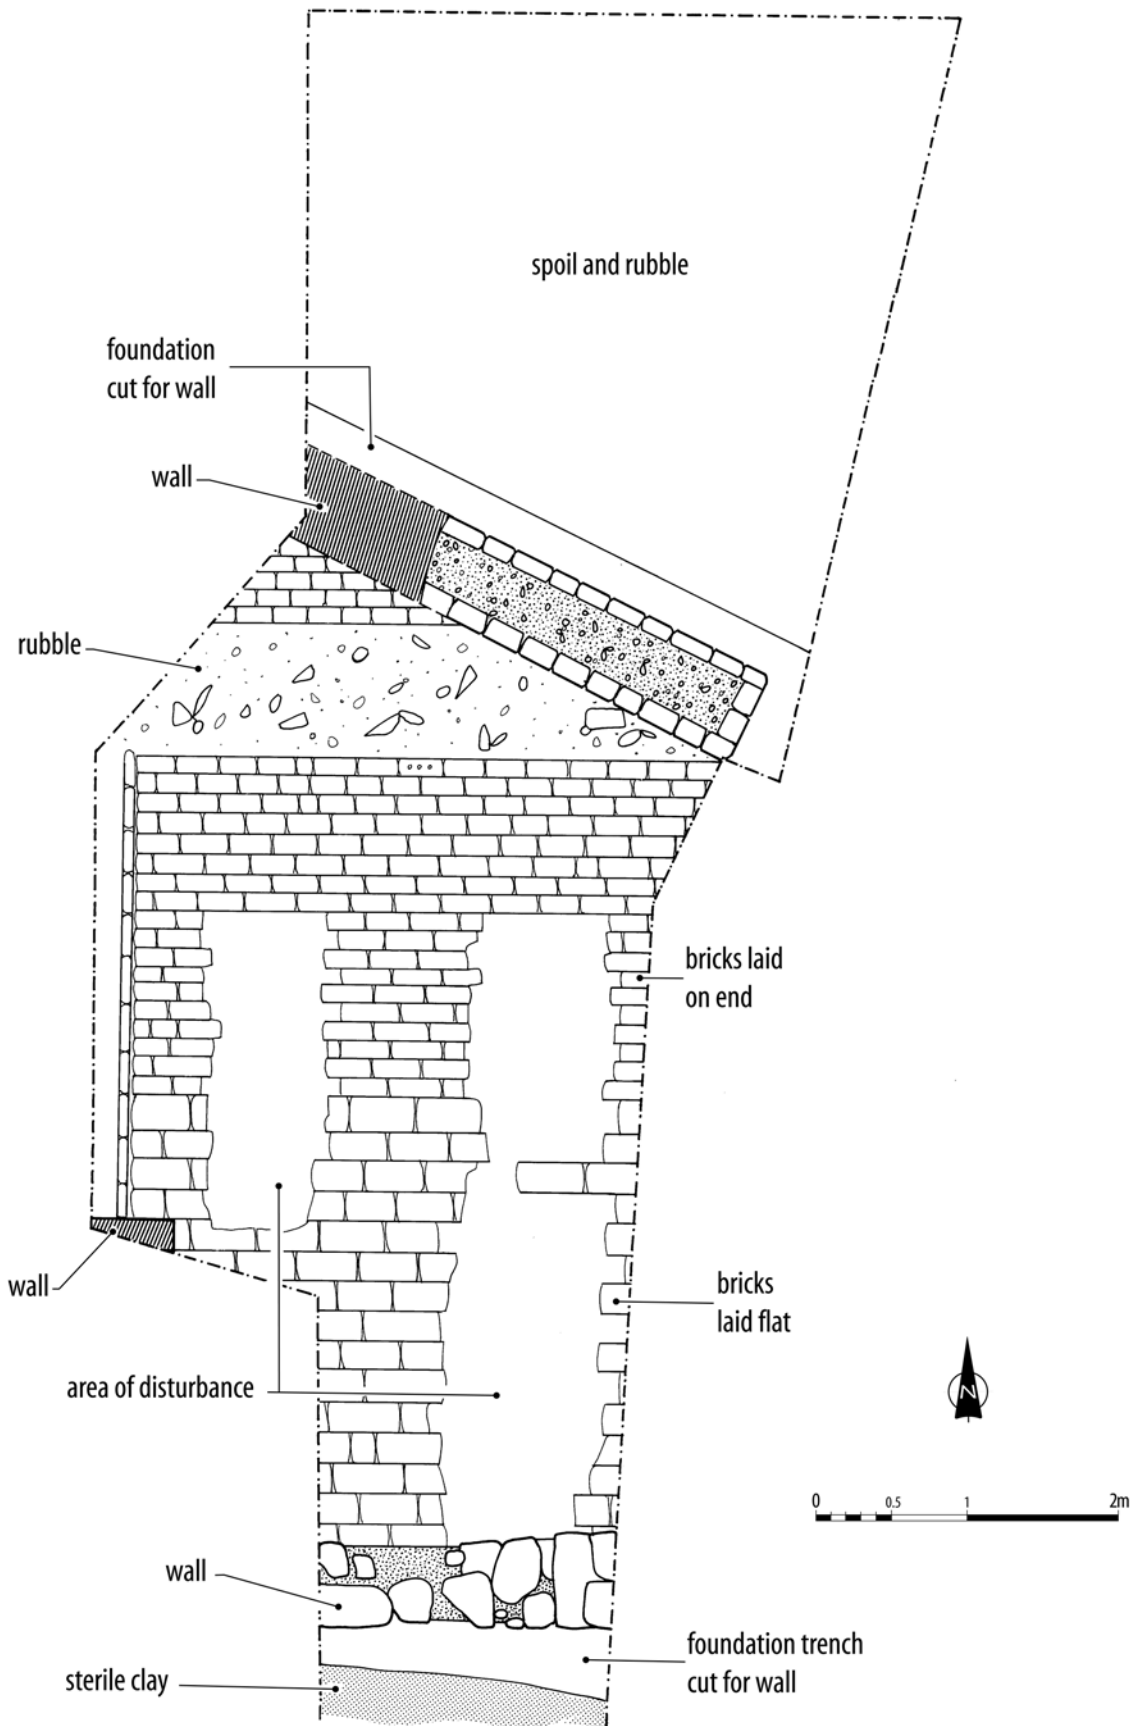 spoil and rubble
foundation
cut for wall
wall
rubble
bricks laid
on end
wall
bricks
laid flat
area of disturbance
N
0
0.5
1
2m
wall
foundation trench
cut for wall
sterile clay